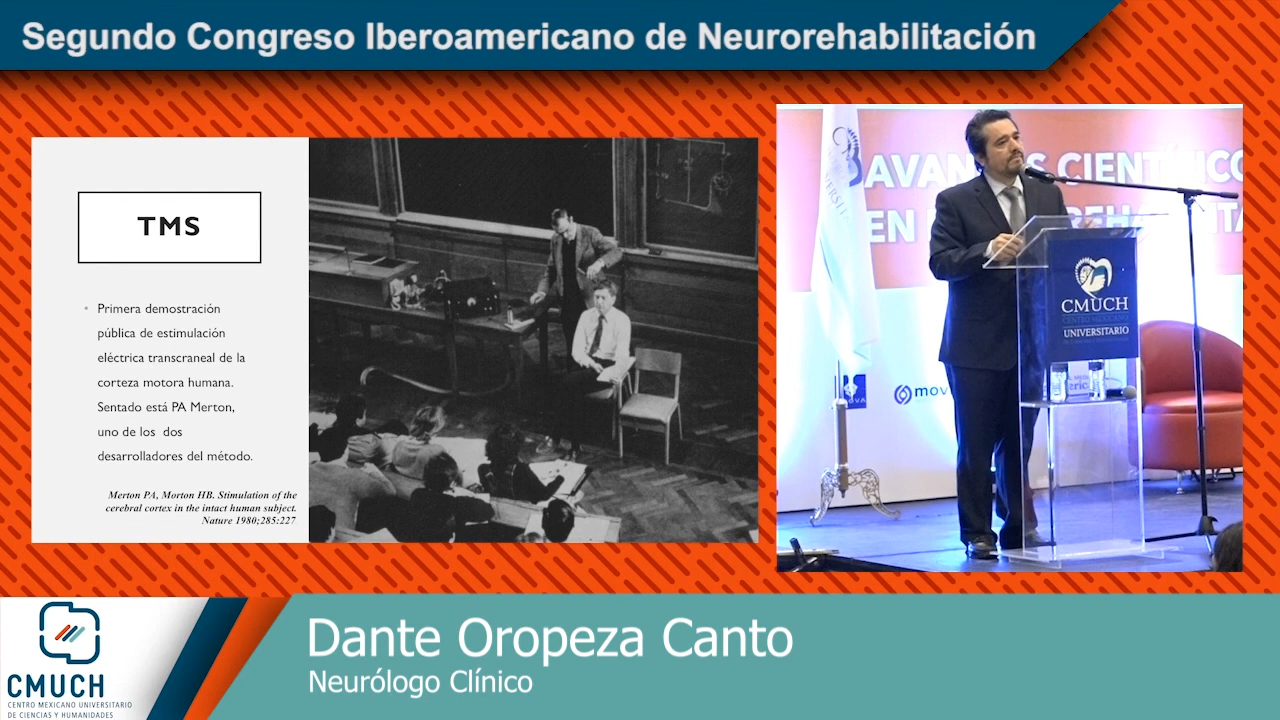 Segundo Congreso Iberoamericano de Neurorehabilitación
TMS
Primera demostración
pública de estimulación
eléctrica transcraneal de la
corteza motora humana.
Sentado está PA Merton,
uno de los dos
desarrolladores del método.
Merton PA, Morton HB. Stimulation of the
cerebral cortex in the intact human subject.
Nature 1980;285:227
CMUCH
CENTRO MEXICANO
UNIVERSITARIO
Dante Oropeza Canto
Neurólogo Clínico
CMUCH
CENTRO MEXICANO UNIVERSITARIO
DE CIENCIAS Y HUMANIDADES